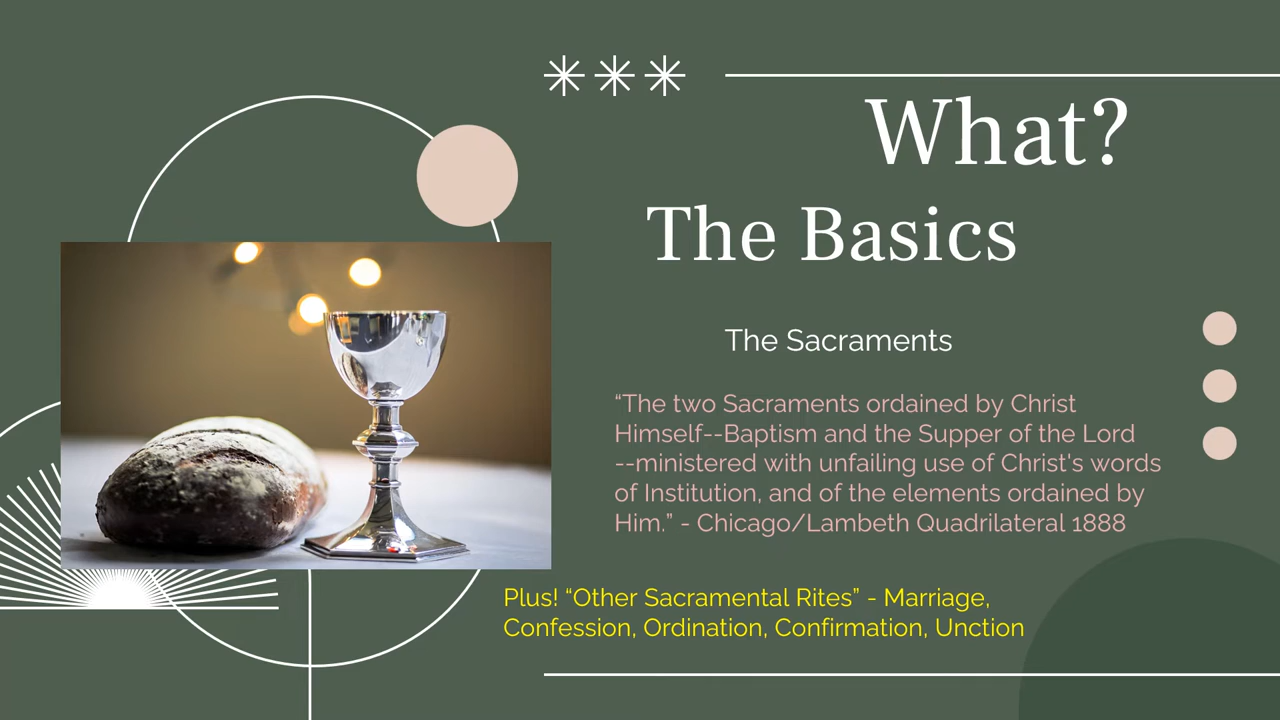 What?
The Basics
The Sacraments
“The two Sacraments ordained by Christ
Himself--Baptism and the Supper of the Lord
--ministered with unfailing use of Christ's words
of Institution, and of the elements ordained by
Him.” - Chicago/Lambeth Quadrilateral 1888
Plus! “Other Sacramental Rites” - Marriage,
Confession, Ordination, Confirmation, Unction